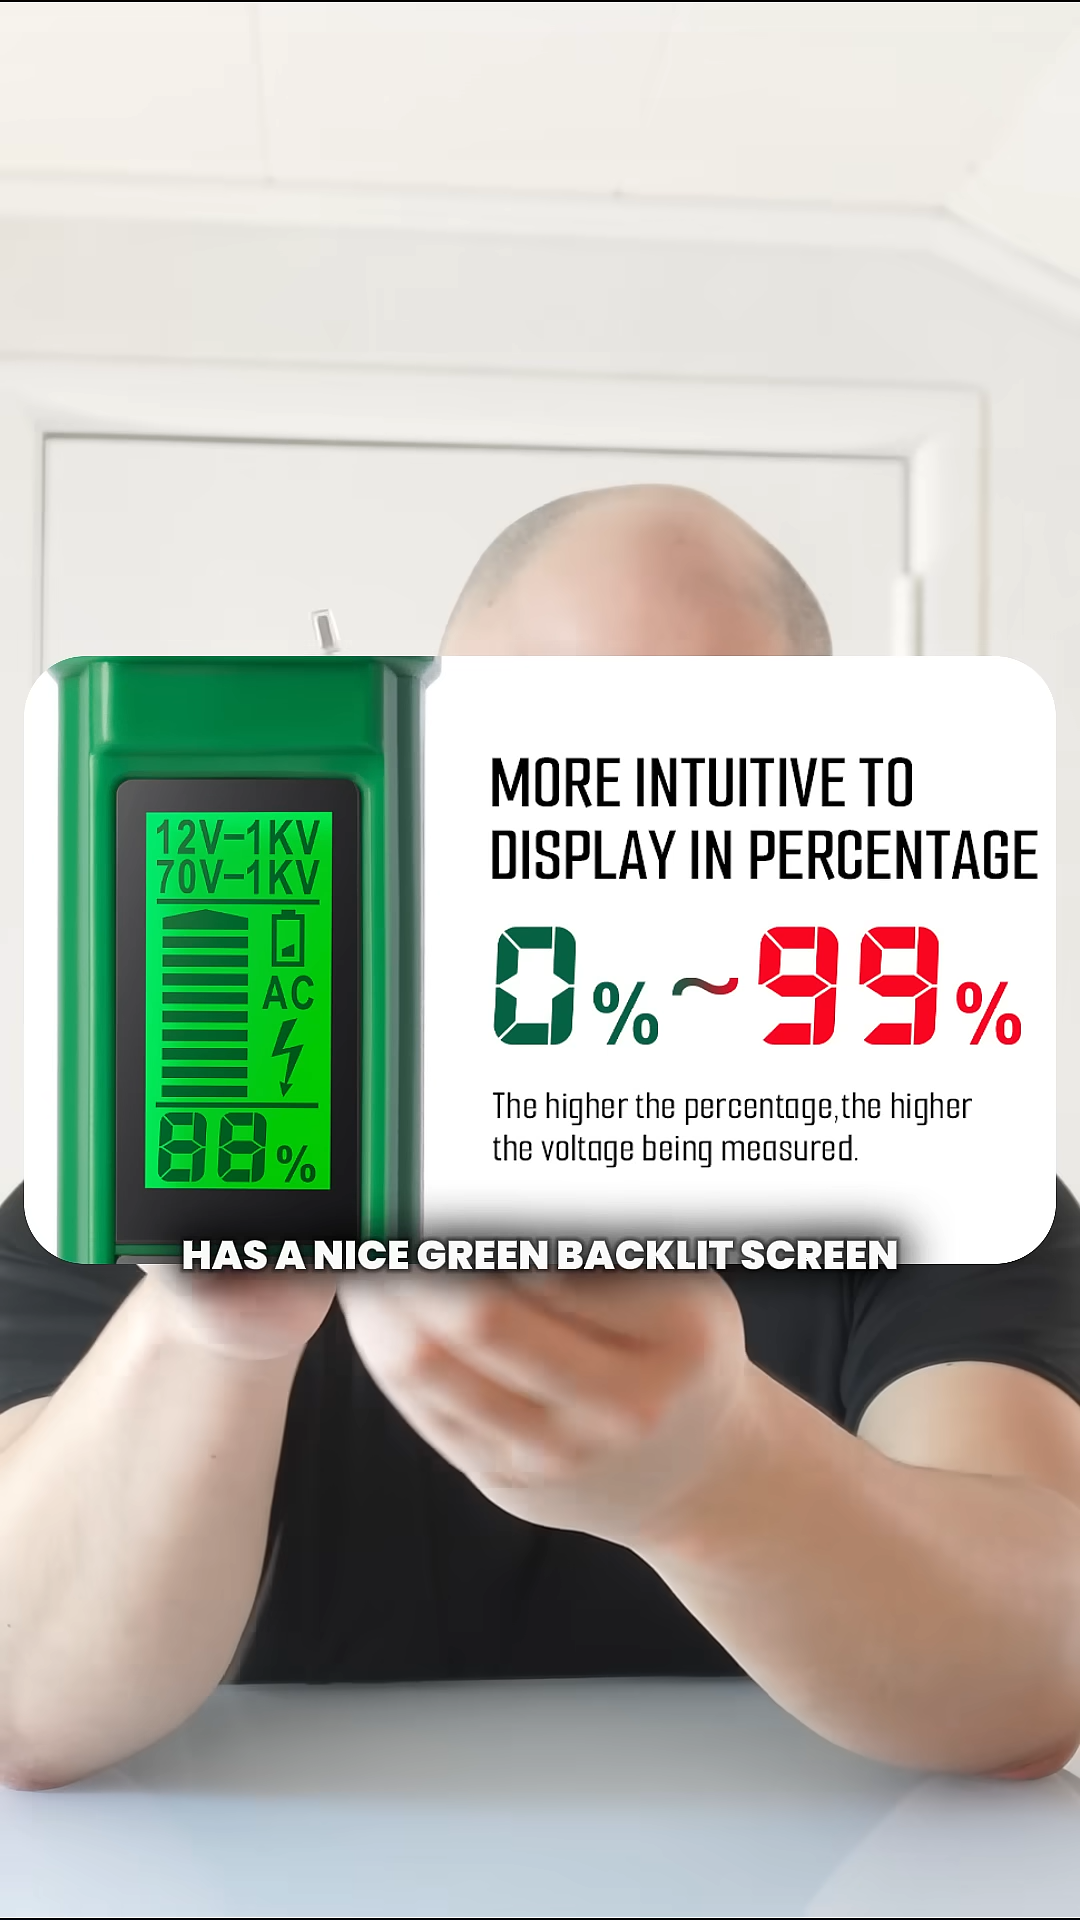 12V–1KV
70V–1KV
AC
88%
MORE INTUITIVE TO
DISPLAY IN PERCENTAGE
0%~99%
The higher the percentage,the higher
the voltage being measured.
HAS A NICE GREEN BACKLIT SCREEN